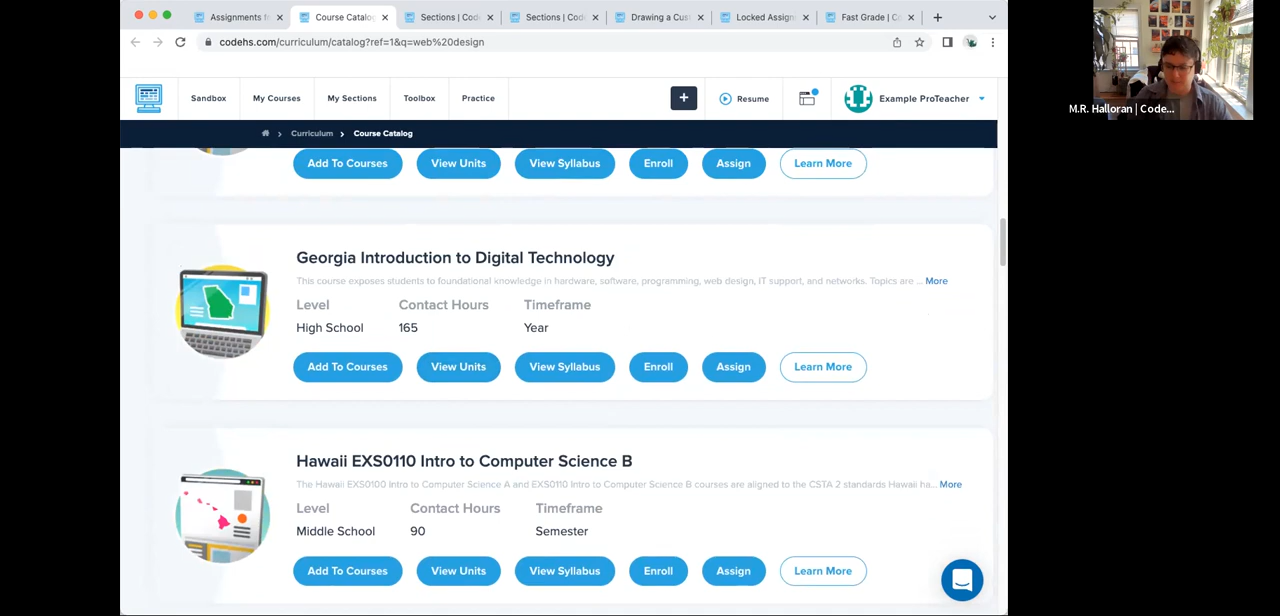 Assignments f
Course Catalog
Sections | Cod
Sections | Cod
Drawing a Cus
Locked Assign
Fast Grade | C
codehs.com/curriculum/catalog?ref=1&q=web%20design
M.R. Halloran | Code...
Sandbox
My Courses
My Sections
Toolbox
Practice
+
Resume
Example ProTeacher
Curriculum
Course Catalog
Add To Courses
View Units
View Syllabus
Enroll
Assign
Learn More
Georgia Introduction to Digital Technology
This course exposes students to foundational knowledge in hardware, software, programming, web design, IT support, and networks. Topics are ... More
Level
Contact Hours
Timeframe
High School
165
Year
Add To Courses
View Units
View Syllabus
Enroll
Assign
Learn More
Hawaii EXS0110 Intro to Computer Science B
The Hawaii EXS0100 Intro to Computer Science A and EXS0110 Intro to Computer Science B courses are aligned to the CSTA 2 standards Hawaii ha... More
Level
Contact Hours
Timeframe
Middle School
90
Semester
Add To Courses
View Units
View Syllabus
Enroll
Assign
Learn More